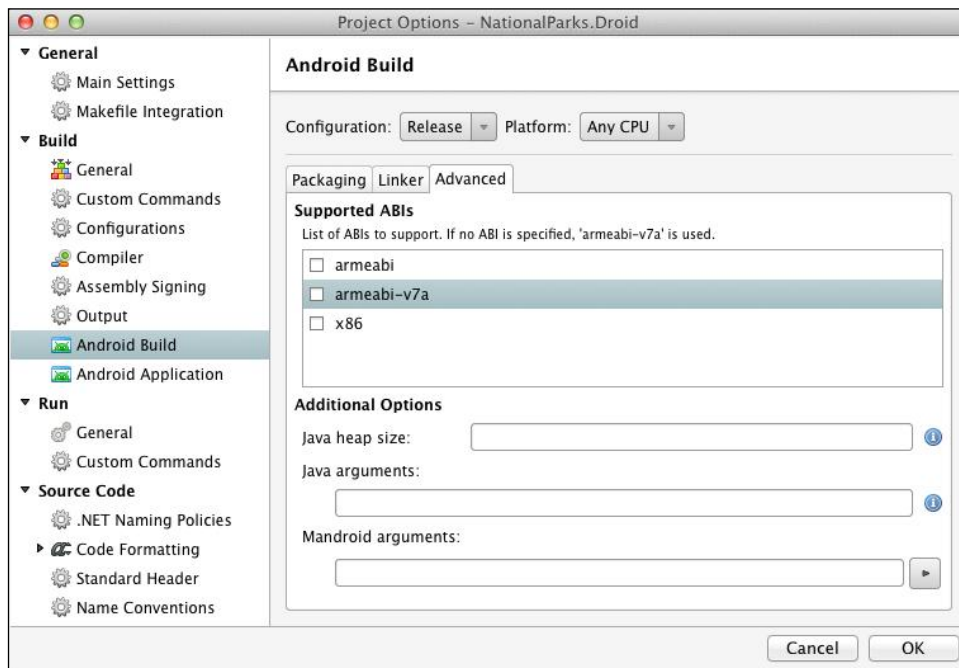 Project Options – NationalParks.Droid
General
Main Settings
Makefile Integration
Build
General
Custom Commands
Configurations
Compiler
Assembly Signing
Output
Android Build
Android Application
Run
General
Custom Commands
Source Code
.NET Naming Policies
Code Formatting
Standard Header
Name Conventions
Android Build
Configuration: Release Platform: Any CPU
Packaging Linker Advanced
Supported ABIs
List of ABIs to support. If no ABI is specified, 'armeabi-v7a' is used.
armeabi
armeabi-v7a
x86
Additional Options
Java heap size:
Java arguments:
Mandroid arguments:
Cancel OK